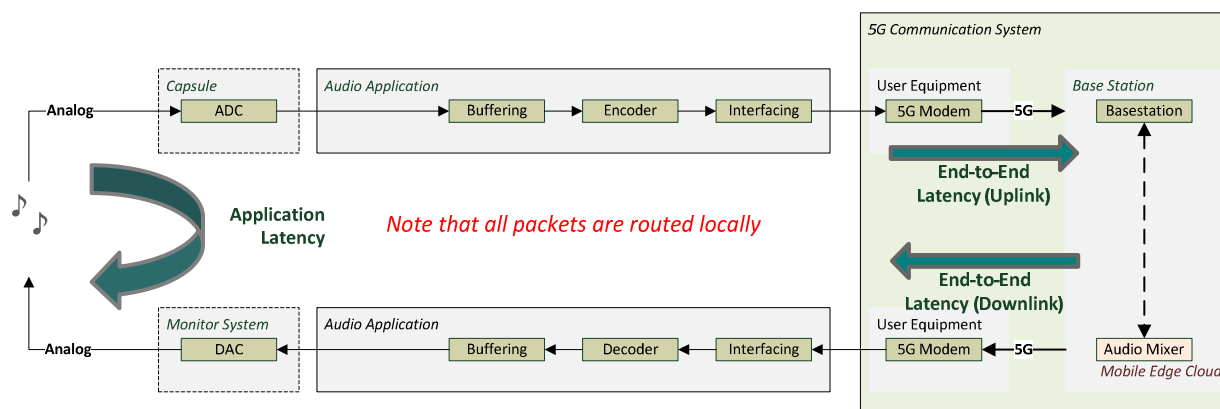 5G Communication System
Capsule
Audio Application
User Equipment
Base Station
Analog
ADC
Buffering
Encoder
Interfacing
5G Modem
5G
Basestation
End-to-End
Latency (Uplink)
Application
Latency
Note that all packets are routed locally
End-to-End
Latency (Downlink)
Monitor System
Audio Application
User Equipment
Analog
DAC
Buffering
Decoder
Interfacing
5G Modem
5G
Audio Mixer
Mobile Edge Cloud